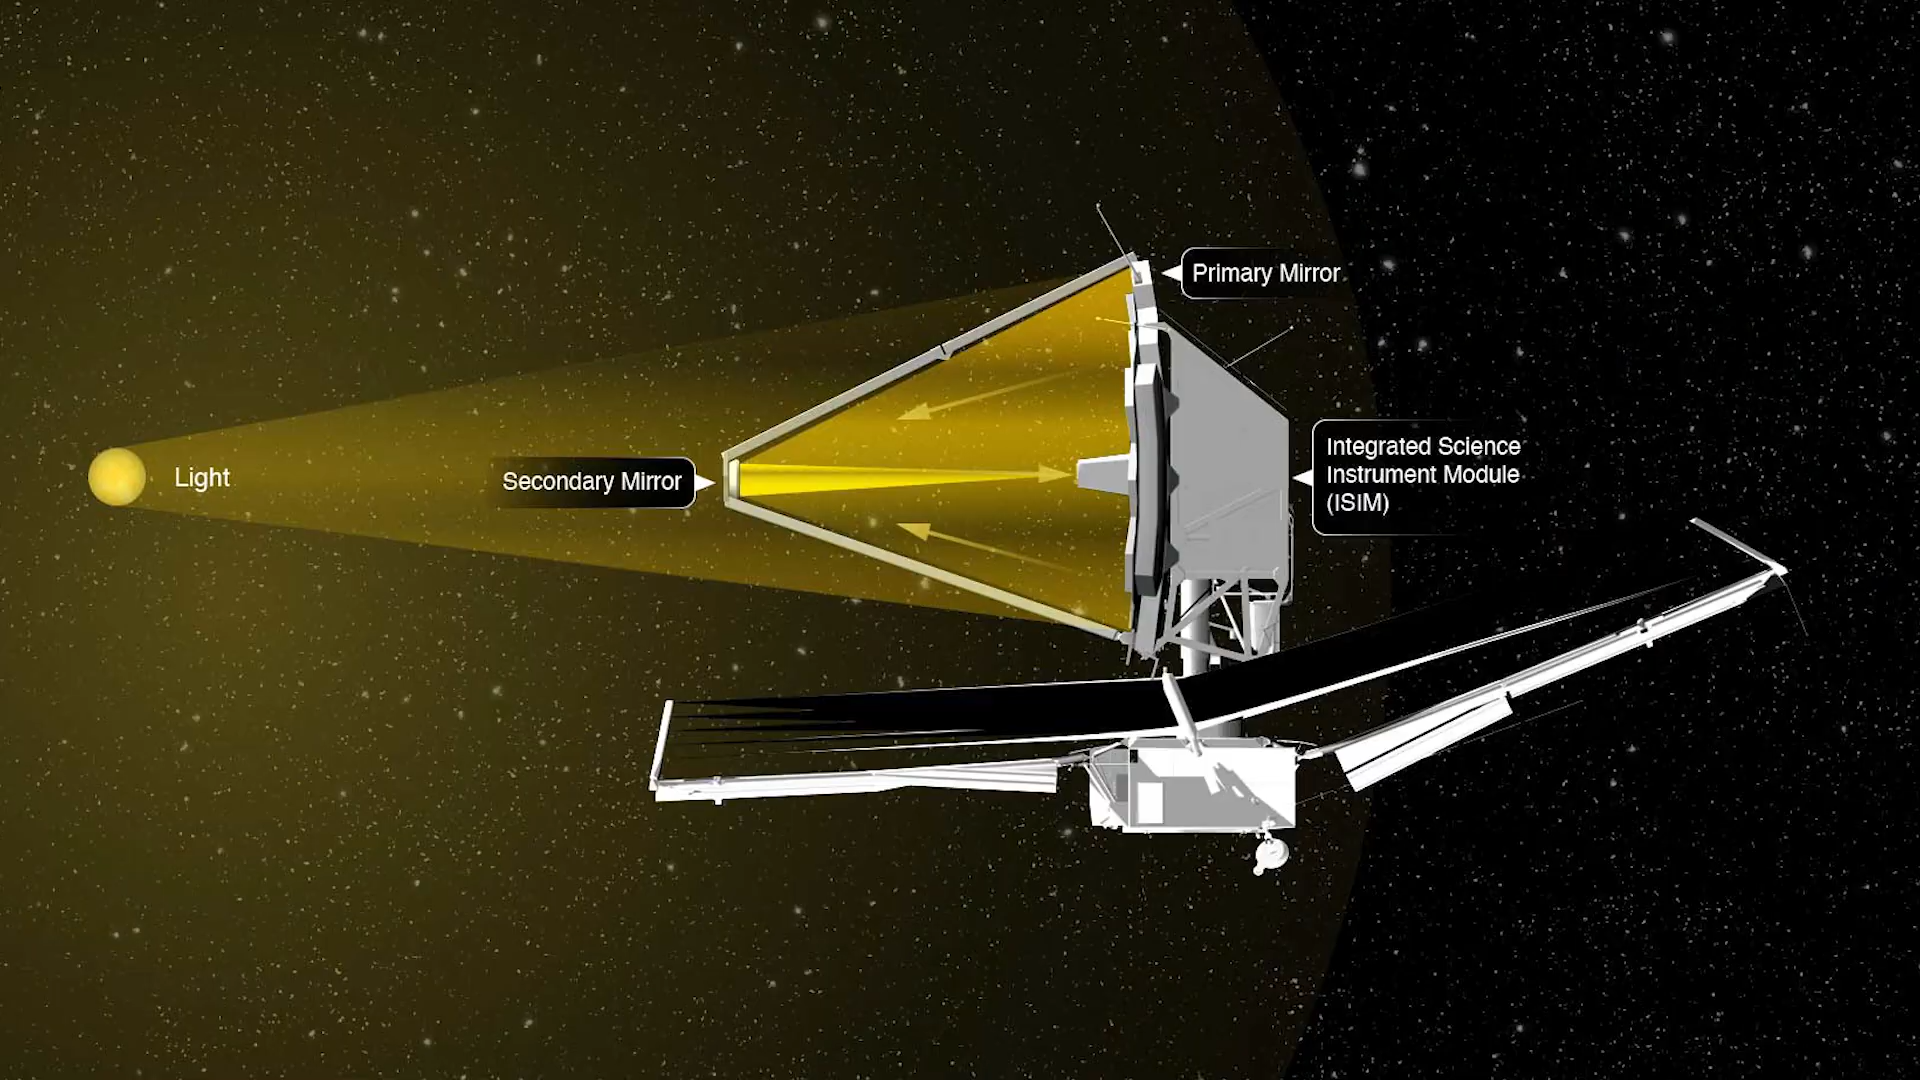 Primary Mirror
Light
Secondary Mirror
Integrated Science
Instrument Module
(ISIM)